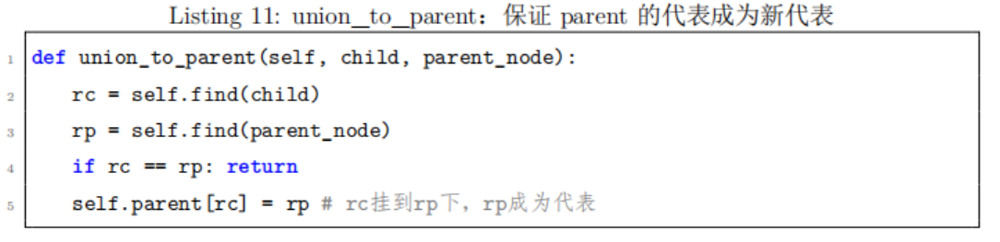 Listing 11: union_to_parent：保证 parent 的代表成为新代表
1 def union_to_parent(self, child, parent_node):
2 rc = self.find(child)
3 rp = self.find(parent_node)
4 if rc == rp: return
5 self.parent[rc] = rp # rc挂到rp下，rp成为代表